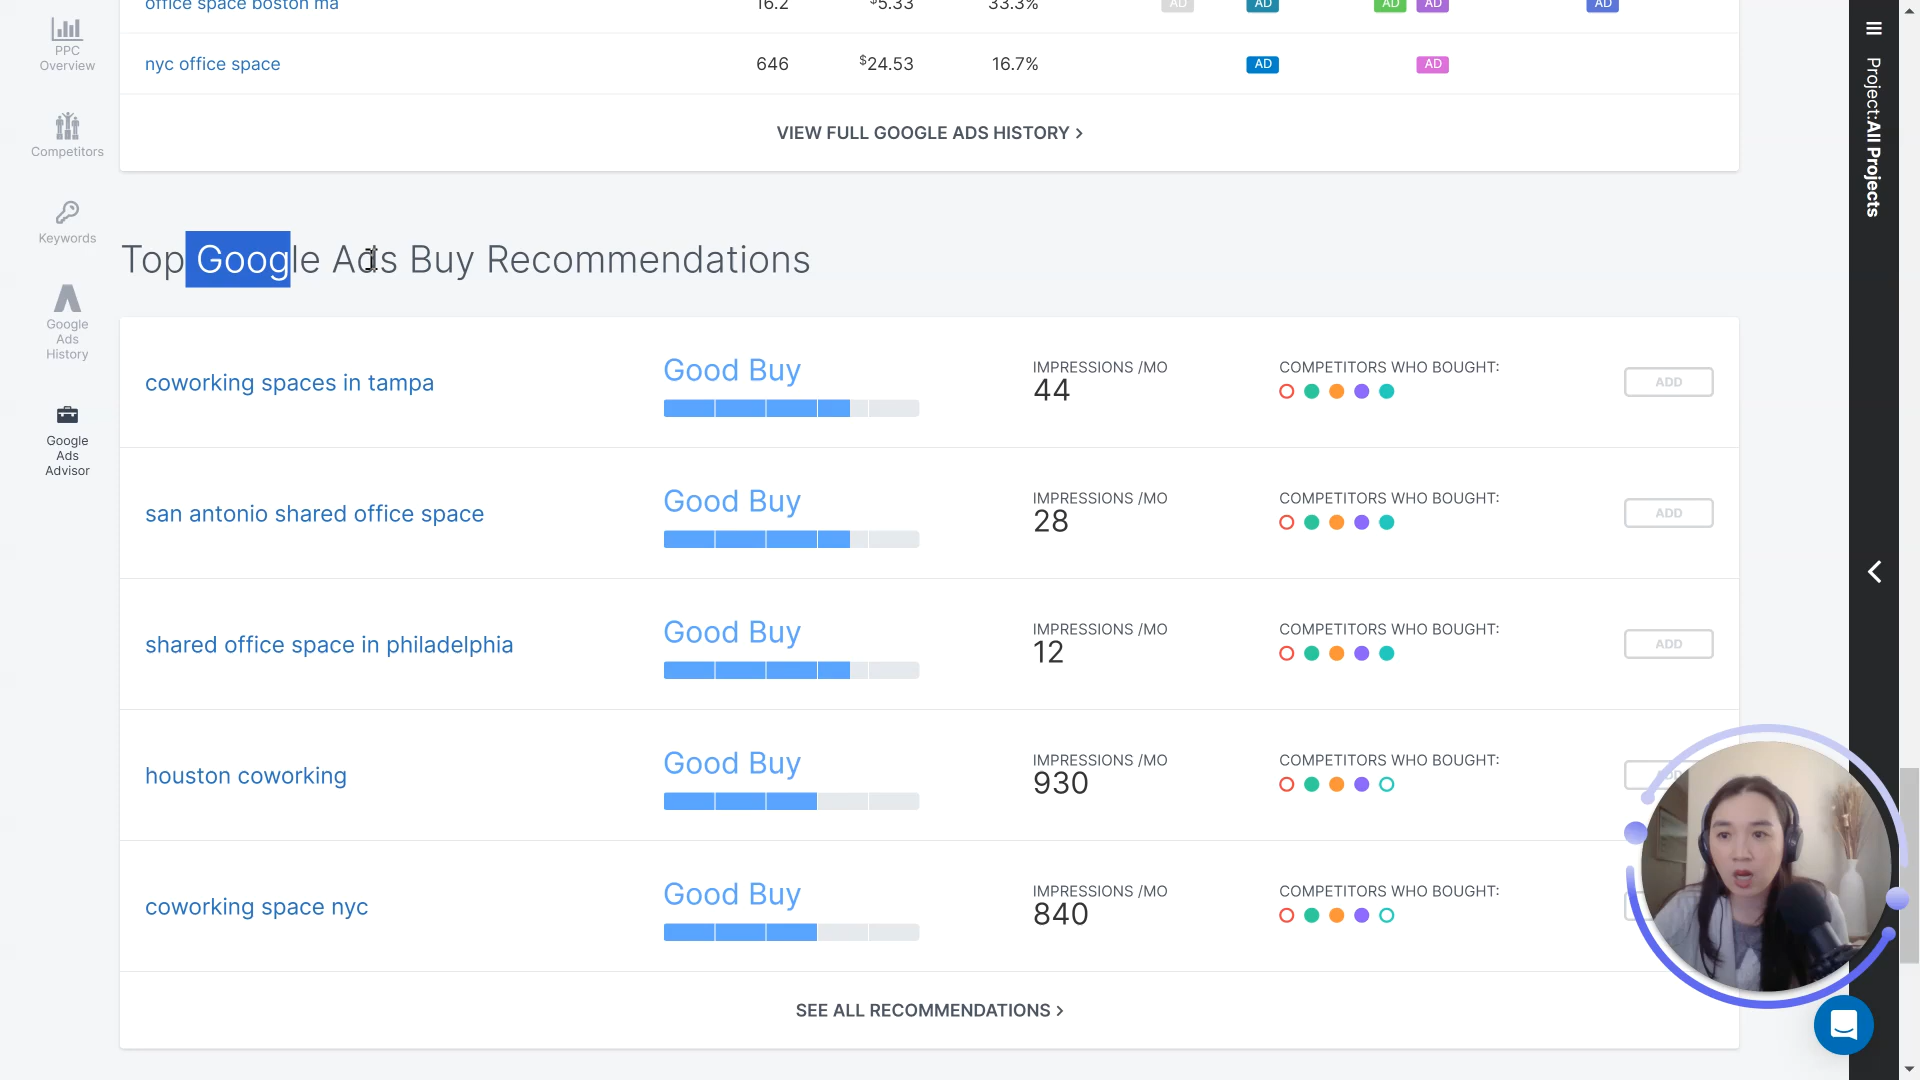 office space boston ma 16.2 $5.33 33.3% AD AD AD AD AD
nyc office space 646 $24.53 16.7% AD AD
VIEW FULL GOOGLE ADS HISTORY >
PPC
Overview
Competitors
Keywords
Google
Ads
History
Google
Ads
Advisor
Project:All Projects
Top Google Ads Buy Recommendations
coworking spaces in tampa
Good Buy
IMPRESSIONS /MO
44
COMPETITORS WHO BOUGHT:
ADD
san antonio shared office space
Good Buy
IMPRESSIONS /MO
28
COMPETITORS WHO BOUGHT:
ADD
shared office space in philadelphia
Good Buy
IMPRESSIONS /MO
12
COMPETITORS WHO BOUGHT:
ADD
houston coworking
Good Buy
IMPRESSIONS /MO
930
COMPETITORS WHO BOUGHT:
ADD
coworking space nyc
Good Buy
IMPRESSIONS /MO
840
COMPETITORS WHO BOUGHT:
SEE ALL RECOMMENDATIONS >